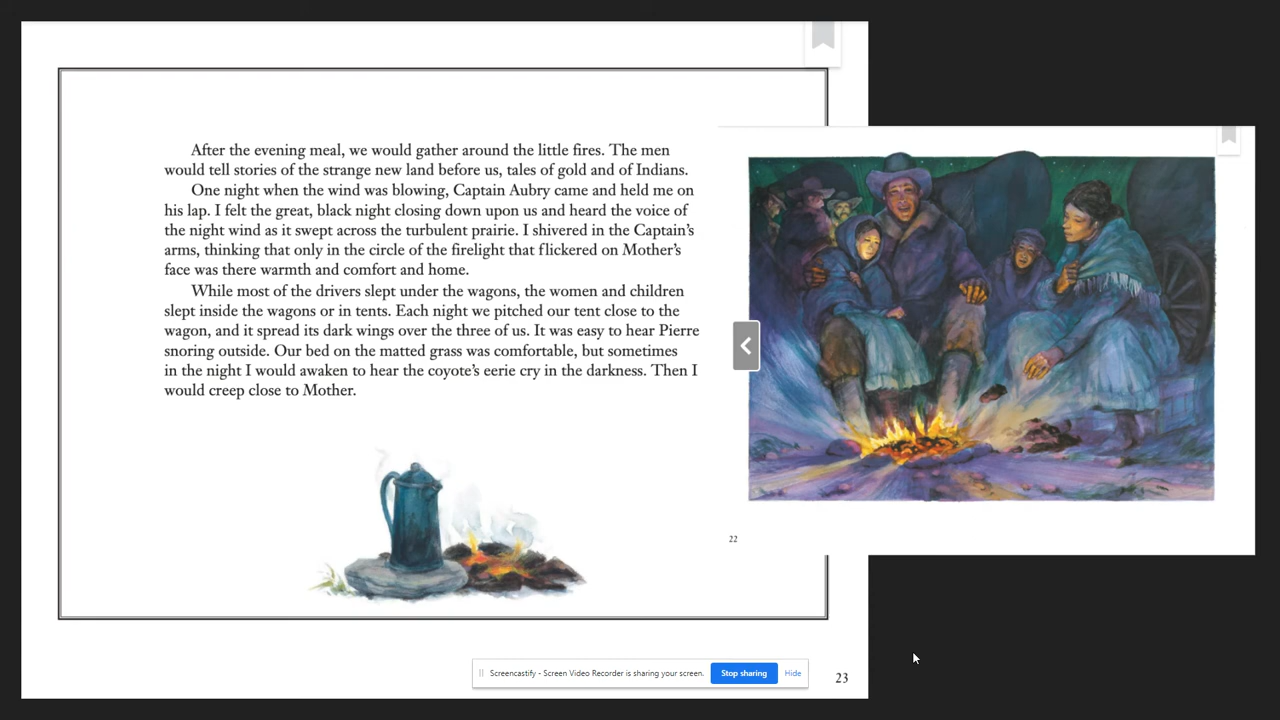 After the evening meal, we would gather around the little fires. The men
would tell stories of the strange new land before us, tales of gold and of Indians.
One night when the wind was blowing, Captain Aubry came and held me on
his lap. I felt the great, black night closing down upon us and heard the voice of
the night wind as it swept across the turbulent prairie. I shivered in the Captain's
arms, thinking that only in the circle of the firelight that flickered on Mother's
face was there warmth and comfort and home.
While most of the drivers slept under the wagons, the women and children
slept inside the wagons or in tents. Each night we pitched our tent close to the
wagon, and it spread its dark wings over the three of us. It was easy to hear Pierre
snoring outside. Our bed on the matted grass was comfortable, but sometimes
in the night I would awaken to hear the coyote's eerie cry in the darkness. Then I
would creep close to Mother.
22
Screencastify - Screen Video Recorder is sharing your screen.
Stop sharing
Hide
23